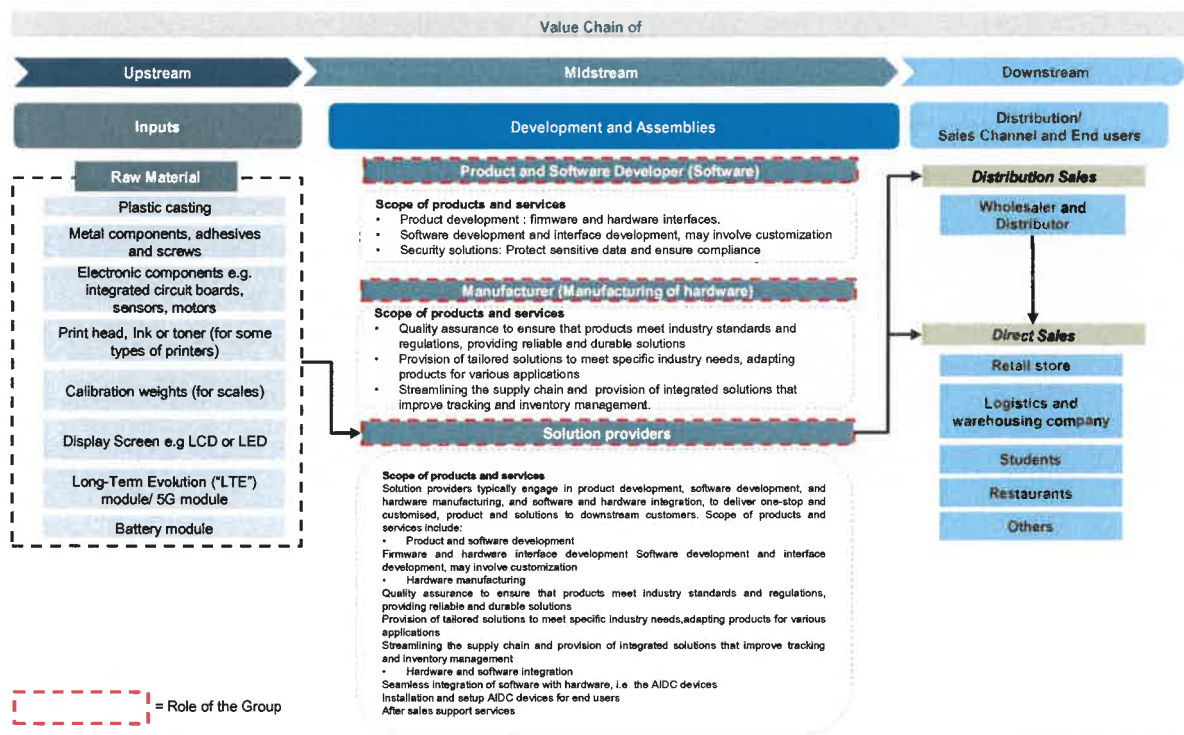 Value Chain of
Upstream
Midstream
Downstream
Inputs
Development and Assemblies
Distribution/
Sales Channel and End users
Raw Material
Plastic casting
Metal components, adhesives
and screws
Electronic components e.g.
integrated circuit boards,
sensors, motors
Print head, Ink or toner (for some
types of printers)
Calibration weights (for scales)
Display Screen e.g LCD or LED
Long-Term Evolution ("LTE")
module/ 5G module
Battery module
Product and Software Developer (Software)
Scope of products and services
• Product development : firmware and hardware interfaces.
• Software development and interface development, may involve customization
• Security solutions: Protect sensitive data and ensure compliance
Manufacturer (Manufacturing of hardware)
Scope of products and services
• Quality assurance to ensure that products meet industry standards and
regulations, providing reliable and durable solutions
• Provision of tailored solutions to meet specific industry needs, adapting
products for various applications
• Streamlining the supply chain and provision of integrated solutions that
improve tracking and inventory management.
Solution providers
Scope of products and services
Solution providers typically engage in product development, software development, and
hardware manufacturing, and software and hardware integration, to deliver one-stop and
customised, product and solutions to downstream customers. Scope of products and
services include:
• Product and software development
Firmware and hardware interface development Software development and interface
development, may involve customization
• Hardware manufacturing
Quality assurance to ensure that products meet industry standards and regulations,
providing reliable and durable solutions
Provision of tailored solutions to meet specific industry needs,adapting products for various
applications
Streamlining the supply chain and provision of integrated solutions that improve tracking
and inventory management
• Hardware and software integration
Seamless integration of software with hardware, i.e. the AIDC devices
Installation and setup AIDC devices for end users
After sales support services
Distribution Sales
Wholesaler and
Distributor
Direct Sales
Retail store
Logistics and
warehousing company
Students
Restaurants
Others
= Role of the Group